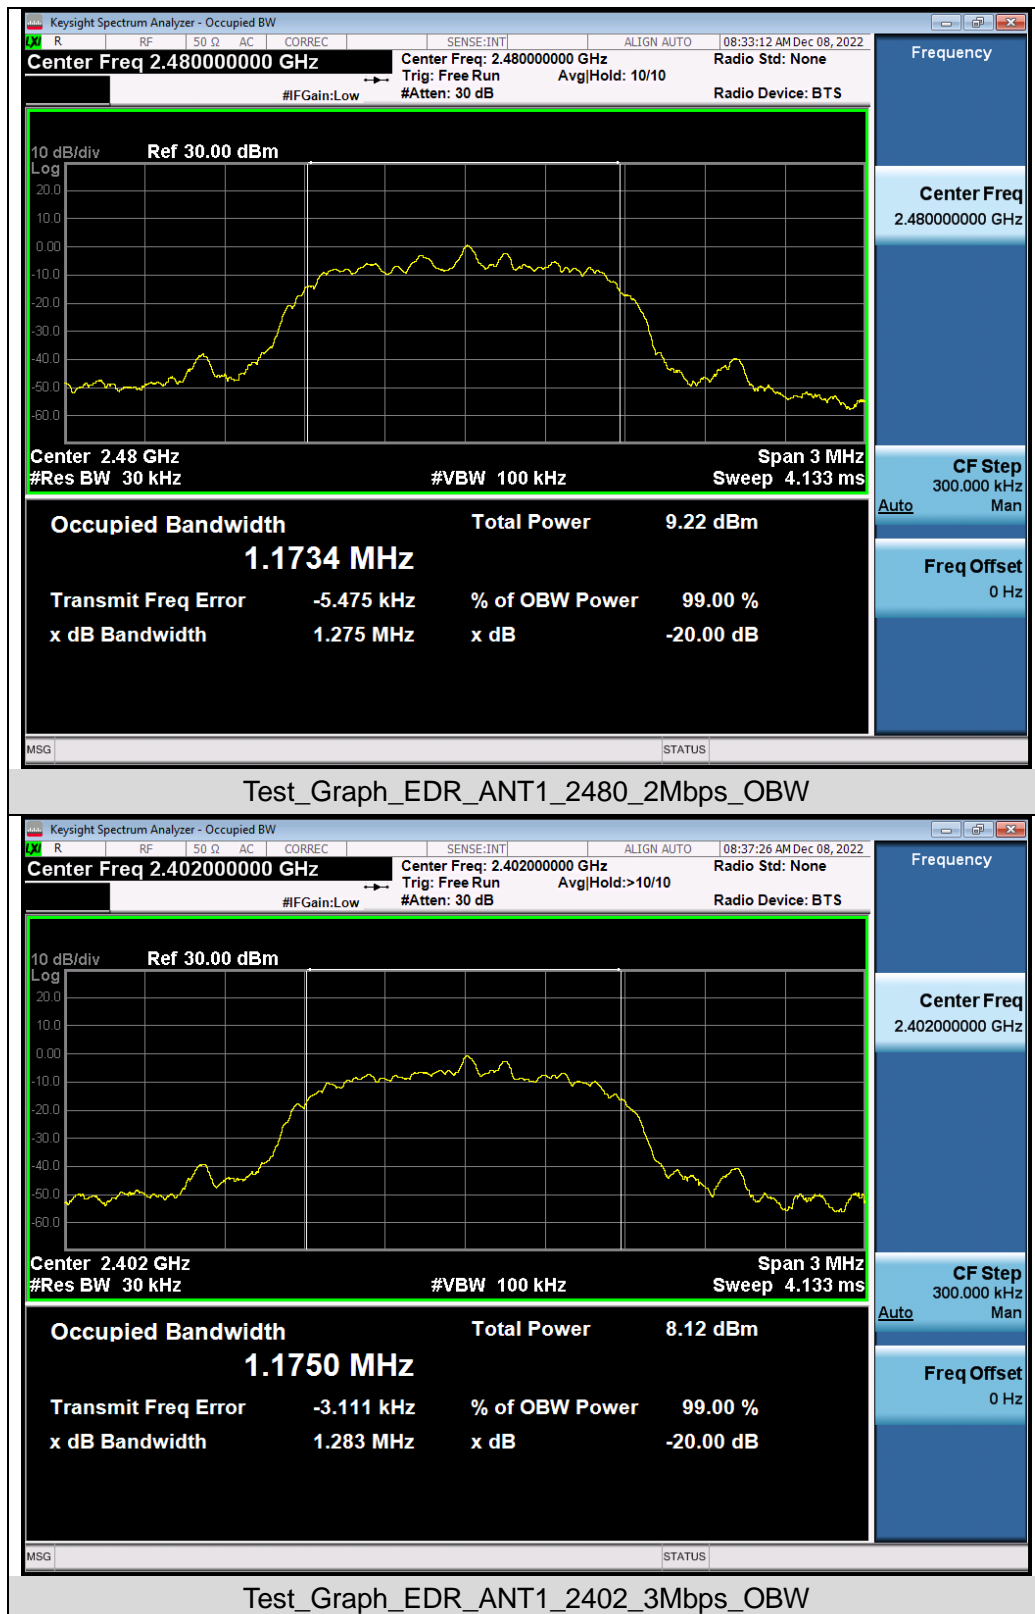 Keysight Spectrum Analyzer - Occupied BW
LXI R RF 50 Ω AC CORREC SENSE:INT ALIGN AUTO 08:33:12 AM Dec 08, 2022
Center Freq 2.480000000 GHz Center Freq: 2.480000000 GHz Radio Std: None
Trig: Free Run Avg|Hold: 10/10
#IFGain:Low #Atten: 30 dB Radio Device: BTS
Frequency
10 dB/div Ref 30.00 dBm
Log
20.0
10.0
0.00
-10.0
-20.0
-30.0
-40.0
-50.0
-60.0
Center 2.48 GHz Span 3 MHz
#Res BW 30 kHz #VBW 100 kHz Sweep 4.133 ms
Center Freq
2.480000000 GHz
CF Step
300.000 kHz
Auto Man
Freq Offset
0 Hz
Occupied Bandwidth Total Power 9.22 dBm
1.1734 MHz
Transmit Freq Error -5.475 kHz % of OBW Power 99.00 %
x dB Bandwidth 1.275 MHz x dB -20.00 dB
MSG STATUS
Test_Graph_EDR_ANT1_2480_2Mbps_OBW
Keysight Spectrum Analyzer - Occupied BW
LXI R RF 50 Ω AC CORREC SENSE:INT ALIGN AUTO 08:37:26 AM Dec 08, 2022
Center Freq 2.402000000 GHz Center Freq: 2.402000000 GHz Radio Std: None
Trig: Free Run Avg|Hold:>10/10
#IFGain:Low #Atten: 30 dB Radio Device: BTS
Frequency
10 dB/div Ref 30.00 dBm
Log
20.0
10.0
0.00
-10.0
-20.0
-30.0
-40.0
-50.0
-60.0
Center 2.402 GHz Span 3 MHz
#Res BW 30 kHz #VBW 100 kHz Sweep 4.133 ms
Center Freq
2.402000000 GHz
CF Step
300.000 kHz
Auto Man
Freq Offset
0 Hz
Occupied Bandwidth Total Power 8.12 dBm
1.1750 MHz
Transmit Freq Error -3.111 kHz % of OBW Power 99.00 %
x dB Bandwidth 1.283 MHz x dB -20.00 dB
MSG STATUS
Test_Graph_EDR_ANT1_2402_3Mbps_OBW